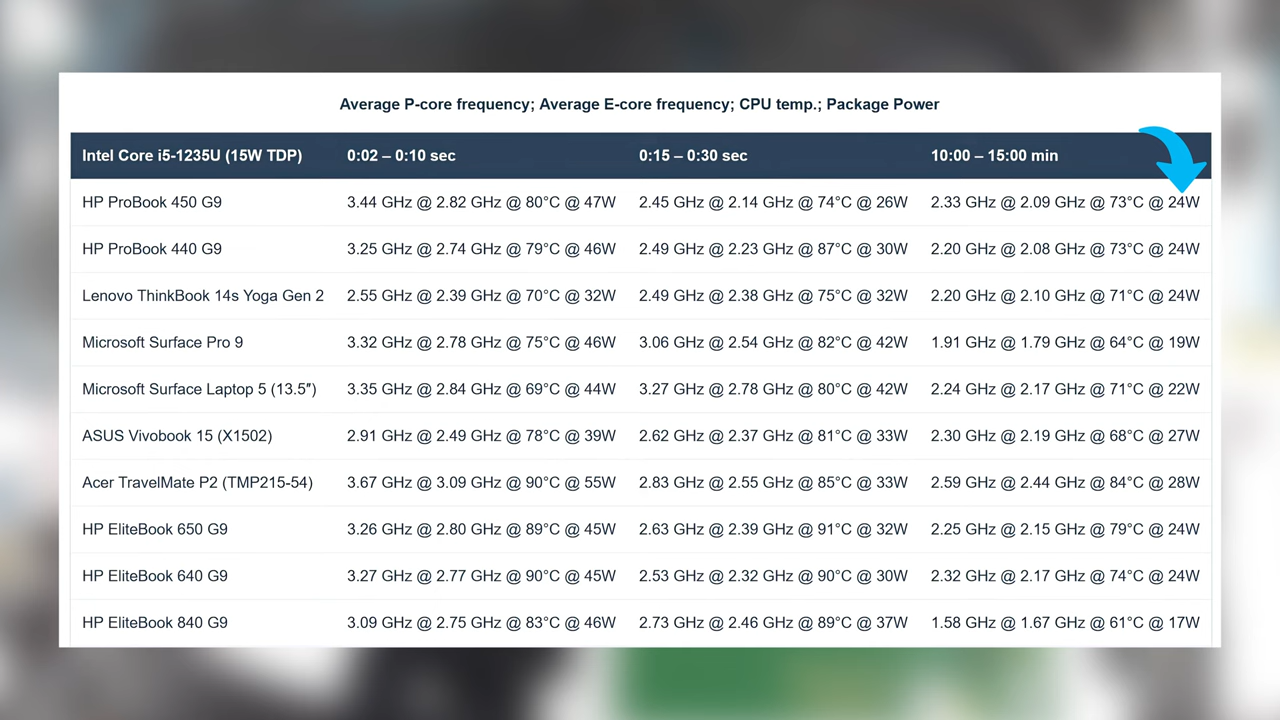 Average P-core frequency; Average E-core frequency; CPU temp.; Package Power
Intel Core i5-1235U (15W TDP) 0:02 – 0:10 sec 0:15 – 0:30 sec 10:00 – 15:00 min
HP ProBook 450 G9 3.44 GHz @ 2.82 GHz @ 80°C @ 47W 2.45 GHz @ 2.14 GHz @ 74°C @ 26W 2.33 GHz @ 2.09 GHz @ 73°C @ 24W
HP ProBook 440 G9 3.25 GHz @ 2.74 GHz @ 79°C @ 46W 2.49 GHz @ 2.23 GHz @ 87°C @ 30W 2.20 GHz @ 2.08 GHz @ 73°C @ 24W
Lenovo ThinkBook 14s Yoga Gen 2 2.55 GHz @ 2.39 GHz @ 70°C @ 32W 2.49 GHz @ 2.38 GHz @ 75°C @ 32W 2.20 GHz @ 2.10 GHz @ 71°C @ 24W
Microsoft Surface Pro 9 3.32 GHz @ 2.78 GHz @ 75°C @ 46W 3.06 GHz @ 2.54 GHz @ 82°C @ 42W 1.91 GHz @ 1.79 GHz @ 64°C @ 19W
Microsoft Surface Laptop 5 (13.5″) 3.35 GHz @ 2.84 GHz @ 69°C @ 44W 3.27 GHz @ 2.78 GHz @ 80°C @ 42W 2.24 GHz @ 2.17 GHz @ 71°C @ 22W
ASUS Vivobook 15 (X1502) 2.91 GHz @ 2.49 GHz @ 78°C @ 39W 2.62 GHz @ 2.37 GHz @ 81°C @ 33W 2.30 GHz @ 2.19 GHz @ 68°C @ 27W
Acer TravelMate P2 (TMP215-54) 3.67 GHz @ 3.09 GHz @ 90°C @ 55W 2.83 GHz @ 2.55 GHz @ 85°C @ 33W 2.59 GHz @ 2.44 GHz @ 84°C @ 28W
HP EliteBook 650 G9 3.26 GHz @ 2.80 GHz @ 89°C @ 45W 2.63 GHz @ 2.39 GHz @ 91°C @ 32W 2.25 GHz @ 2.15 GHz @ 79°C @ 24W
HP EliteBook 640 G9 3.27 GHz @ 2.77 GHz @ 90°C @ 45W 2.53 GHz @ 2.32 GHz @ 90°C @ 30W 2.32 GHz @ 2.17 GHz @ 74°C @ 24W
HP EliteBook 840 G9 3.09 GHz @ 2.75 GHz @ 83°C @ 46W 2.73 GHz @ 2.46 GHz @ 89°C @ 37W 1.58 GHz @ 1.67 GHz @ 61°C @ 17W